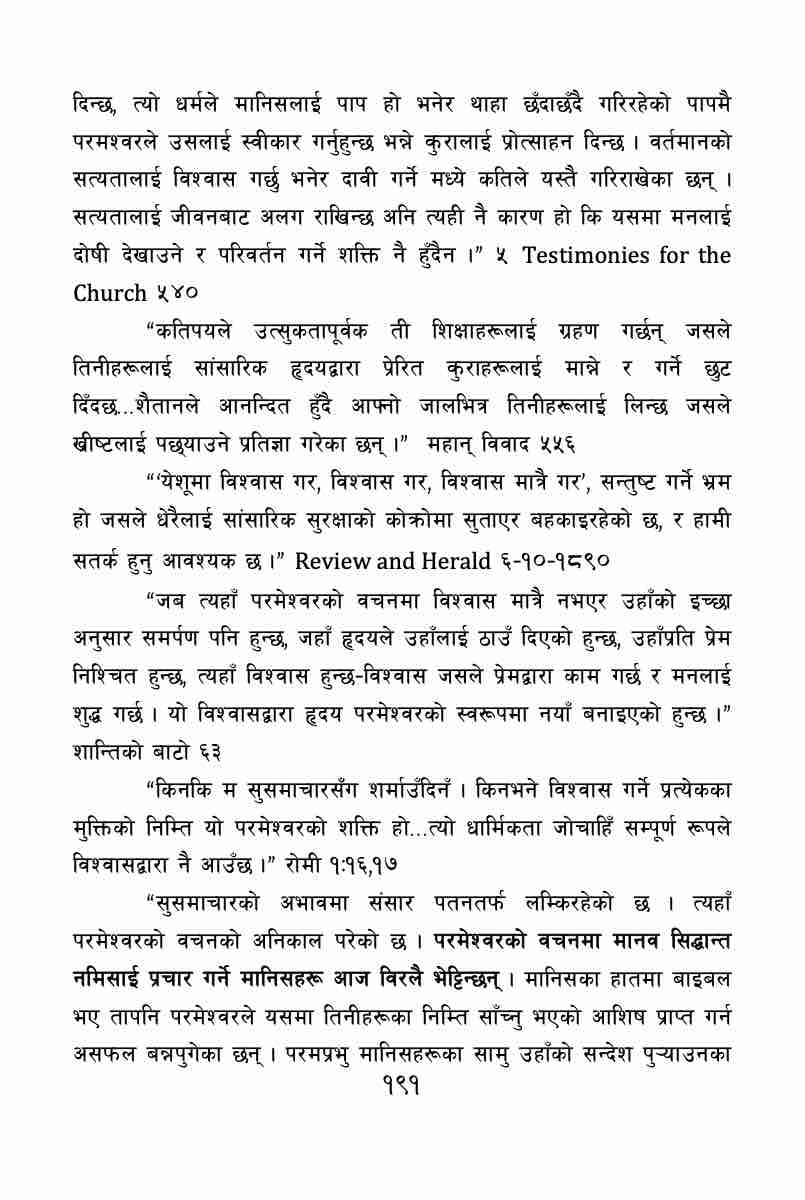 दिन्छ, त्यो धर्मले मानिसलाई पाप हो भनेर थाहा छँदाछँदै गरिरहेको पापमै
परमश्वरले उसलाई स्वीकार गर्नुहुन्छ भन्ने कुरालाई प्रोत्साहन दिन्छ । वर्तमानको
सत्यतालाई विश्वास गर्छु भनेर दावी गर्ने मध्ये कतिले यस्तै गरिराखेका छन् ।
सत्यतालाई जीवनबाट अलग राखिन्छ अनि त्यही नै कारण हो कि यसमा मनलाई
दोषी देखाउने र परिवर्तन गर्ने शक्ति नै हुँदैन ।” ५ Testimonies for the
Church ५४०
“कतिपयले उत्सुकतापूर्वक ती शिक्षाहरूलाई ग्रहण गर्छन् जसले
तिनीहरूलाई सांसारिक हृदयद्वारा प्रेरित कुराहरूलाई मान्ने र गर्ने छुट
दिँदछ...शैतानले आनन्दित हुँदै आफ्नो जालभित्र तिनीहरूलाई लिन्छ जसले
ख्रीष्टलाई पछ्याउने प्रतिज्ञा गरेका छन् ।” महान् विवाद ५५६
“‘येशूमा विश्वास गर, विश्वास गर, विश्वास मात्रै गर’, सन्तुष्ट गर्ने भ्रम
हो जसले धेरैलाई सांसारिक सुरक्षाको कोक्रोमा सुताएर बहकाइरहेको छ, र हामी
सतर्क हुनु आवश्यक छ ।” Review and Herald ६-१०-१८९०
“जब त्यहाँ परमेश्वरको वचनमा विश्वास मात्रै नभएर उहाँको इच्छा
अनुसार समर्पण पनि हुन्छ, जहाँ हृदयले उहाँलाई ठाउँ दिएको हुन्छ, उहाँप्रति प्रेम
निश्चित हुन्छ, त्यहाँ विश्वास हुन्छ-विश्वास जसले प्रेमद्वारा काम गर्छ र मनलाई
शुद्ध गर्छ । यो विश्वासद्वारा हृदय परमेश्वरको स्वरूपमा नयाँ बनाइएको हुन्छ ।”
शान्तिको बाटो ६३
“किनकि म सुसमाचारसँग शर्माउँदिनँ । किनभने विश्वास गर्ने प्रत्येकका
मुक्तिको निम्ति यो परमेश्वरको शक्ति हो...त्यो धार्मिकता जोचाहिँ सम्पूर्ण रूपले
विश्वासद्वारा नै आउँछ ।” रोमी १:१६,१७
“सुसमाचारको अभावमा संसार पतनतर्फ लम्किरहेको छ । त्यहाँ
परमेश्वरको वचनको अनिकाल परेको छ । परमेश्वरको वचनमा मानव सिद्धान्त
नमिसाई प्रचार गर्ने मानिसहरू आज विरलै भेट्टिन्छन् । मानिसका हातमा बाइबल
भए तापनि परमेश्वरले यसमा तिनीहरूका निम्ति साँच्नु भएको आशिष प्राप्त गर्न
असफल बन्नपुगेका छन् । परमप्रभु मानिसहरूका सामु उहाँको सन्देश पुऱ्याउनका
१९१